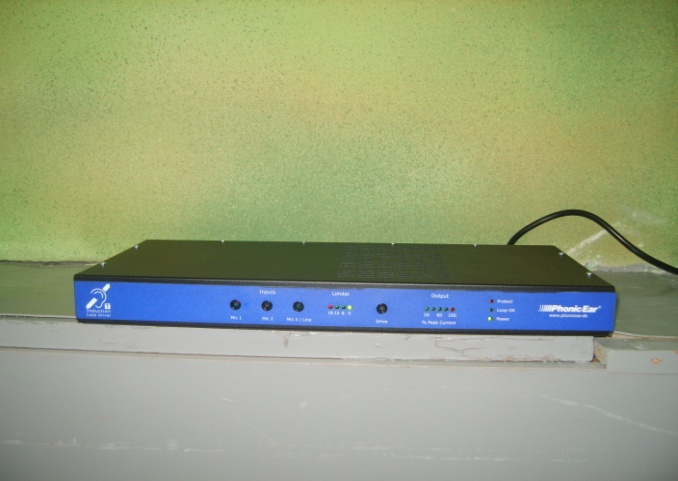 T
Induction
Loop Driver
Inputs
Mic 1
Mic 2
Mic 3 / Line
Limiter
Drive
Output
% Peak Current
Protect
Loop OK
Power
PhonicEar
www.phonicear.dk